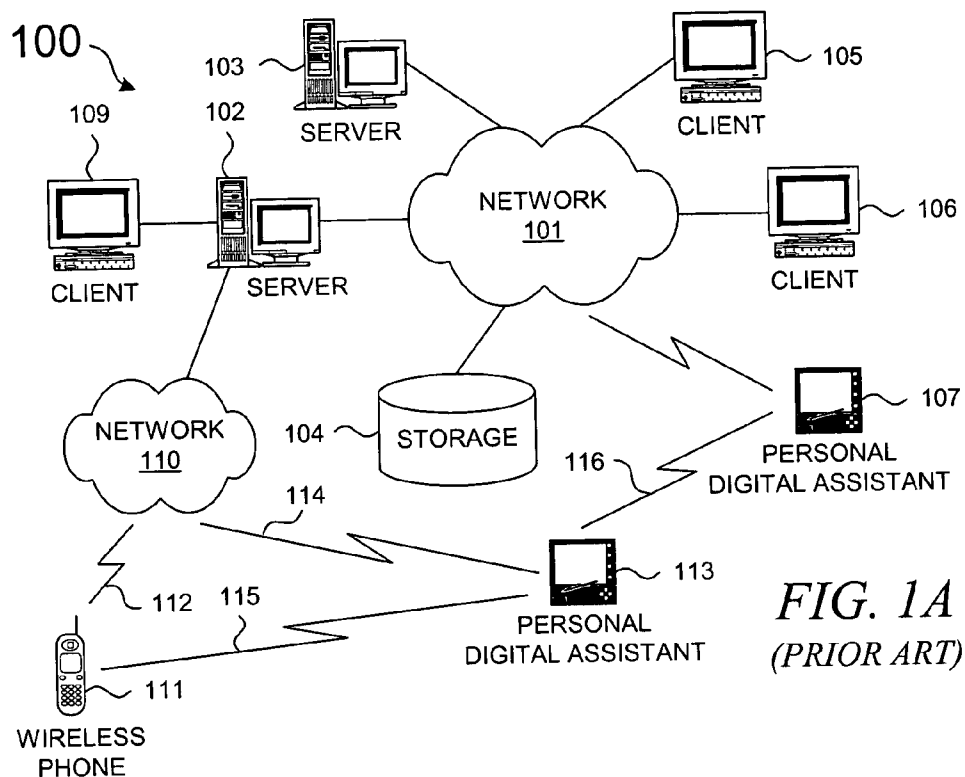 100
103
SERVER
105
CLIENT
109
CLIENT
102
SERVER
NETWORK
101
106
CLIENT
NETWORK
110
104
STORAGE
107
PERSONAL
DIGITAL ASSISTANT
116
114
112
115
113
PERSONAL
DIGITAL ASSISTANT
111
WIRELESS
PHONE
FIG. 1A
(PRIOR ART)